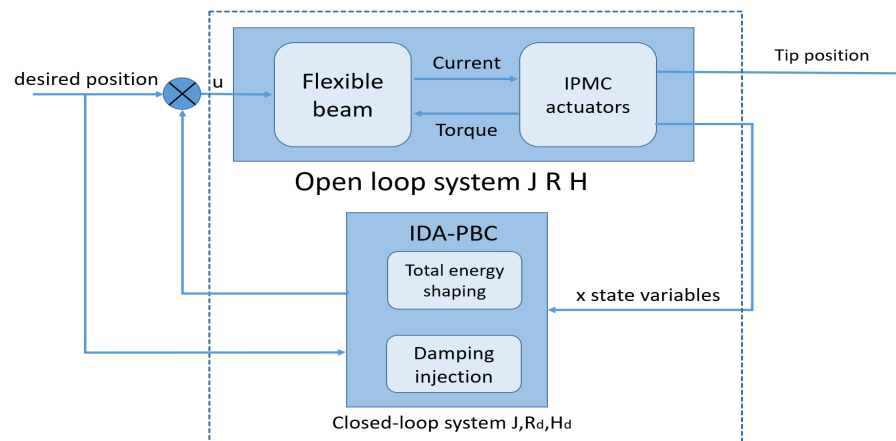 desired position
u
Flexible
beam
Current
Torque
IPMC
actuators
Tip position
Open loop system J R H
IDA-PBC
Total energy
shaping
x state variables
Damping
injection
Closed-loop system J,Rd,Hd